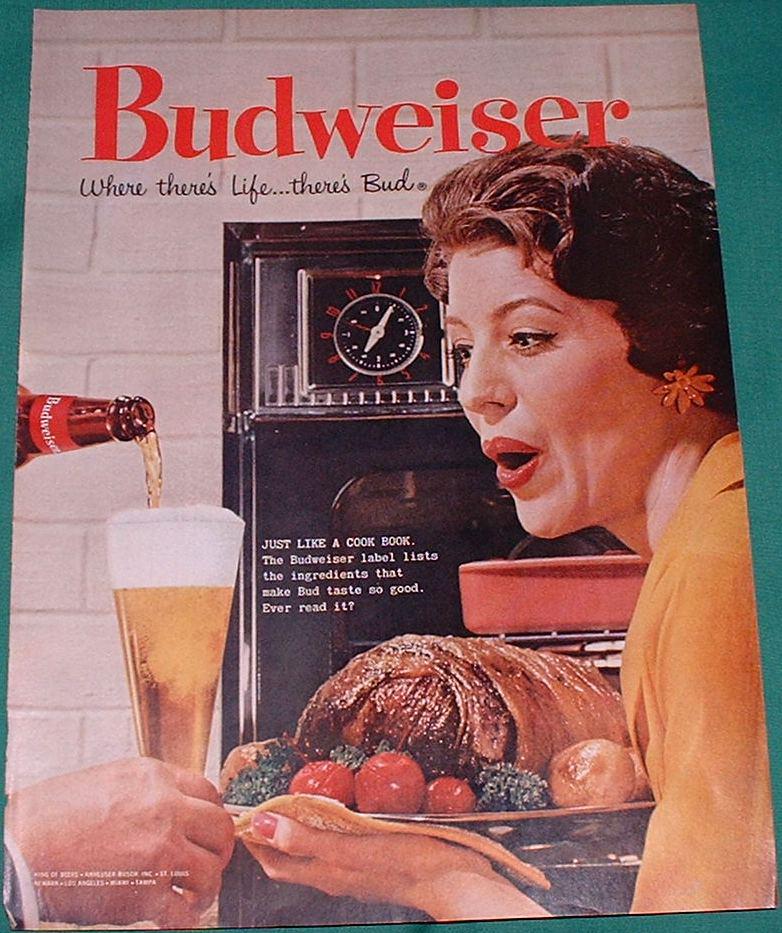 Budweiser®
Where there's Life...there's Bud®
Budweiser
JUST LIKE A COOK BOOK.
The Budweiser label lists
the ingredients that
make Bud taste so good.
Ever read it?
KING OF BEERS • ANHEUSER-BUSCH, INC. • ST. LOUIS
NEWARK • LOS ANGELES • MIAMI • TAMPA